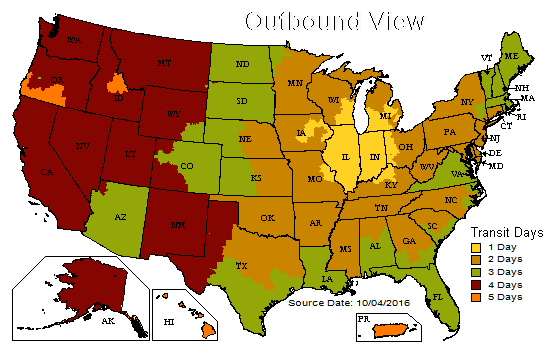 Outbound View
WA
MT
ND
MN
VT
ME
OR
ID
SD
WI
MI
NY
NH
MA
WY
IA
PA
RI
CT
NV
UT
NE
IL
IN
OH
NJ
CA
CO
KS
MO
WV
VA
DE
MD
KY
AZ
NM
OK
AR
TN
NC
SC
TX
MS
AL
GA
LA
FL
AK
HI
PR
Transit Days
1 Day
2 Days
3 Days
4 Days
5 Days
Source Date: 10/04/2016